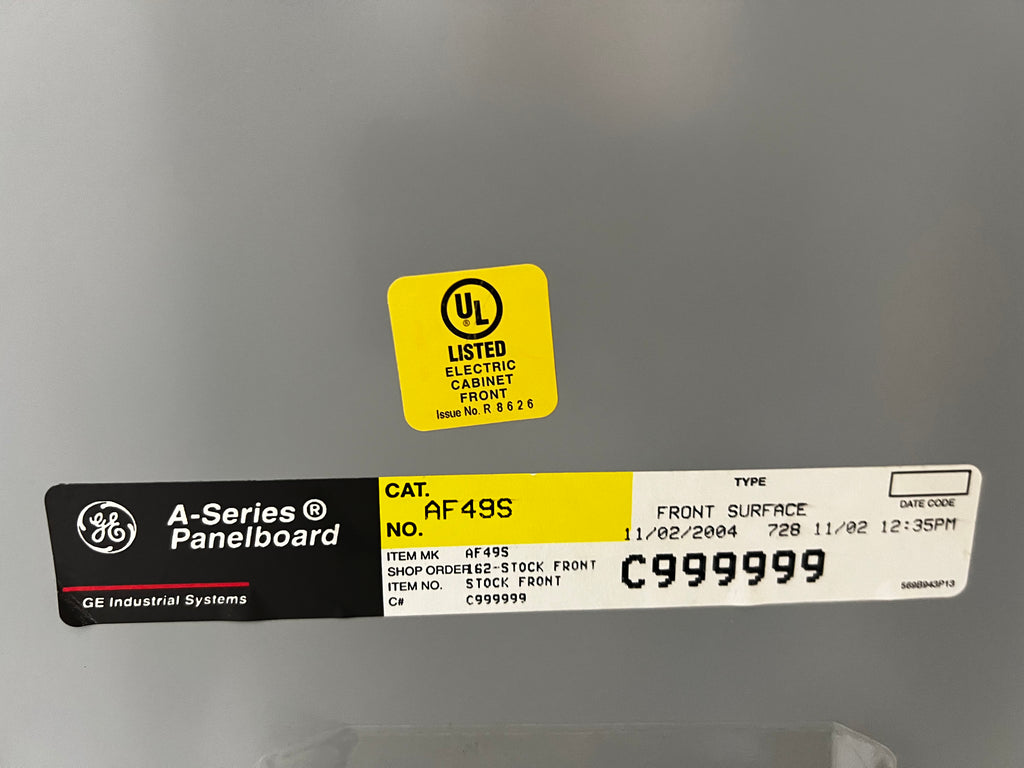 UL
®
LISTED
ELECTRIC
CABINET
FRONT
Issue No. R 8626
GE
A-Series ®
Panelboard
GE Industrial Systems
CAT.
NO.
AF49S
ITEM MK AF49S
SHOP ORDER 162-STOCK FRONT
ITEM NO. STOCK FRONT
C# C999999
TYPE
FRONT SURFACE
DATE CODE
11/02/2004 728 11/02 12:35PM
C999999
569B943P13